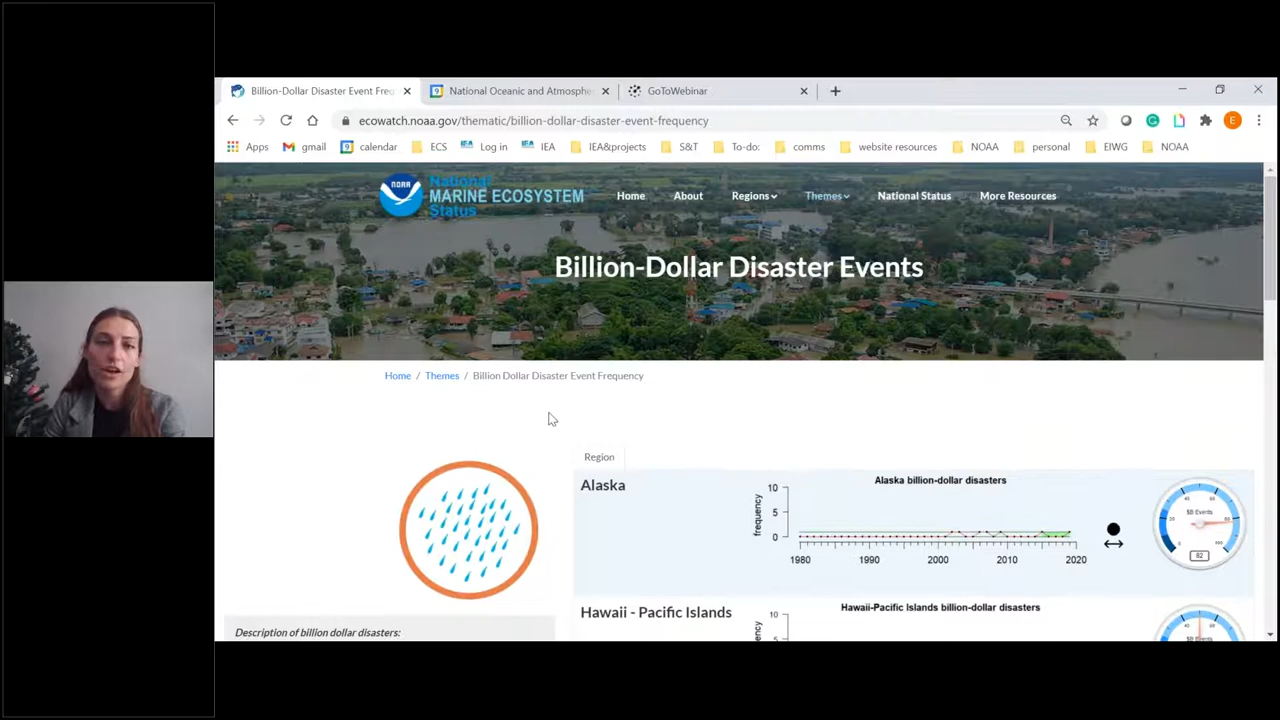 Billion-Dollar Disaster Event Freq
National Oceanic and Atmosphe
GoToWebinar
ecowatch.noaa.gov/thematic/billion-dollar-disaster-event-frequency
E
Apps
gmail
calendar
ECS
Log in
IEA
IEA&projects
S&T
To-do:
comms
website resources
NOAA
personal
EIWG
NOAA
NOAA
National
MARINE ECOSYSTEM
Status
Home
About
Regions
Themes
National Status
More Resources
Billion-Dollar Disaster Events
Home / Themes / Billion Dollar Disaster Event Frequency
Region
Alaska
Alaska billion-dollar disasters
frequency
10
5
0
1980
1990
2000
2010
2020
$B Events
82
Hawaii - Pacific Islands
Hawaii-Pacific Islands billion-dollar disasters
10
$B Events
Description of billion dollar disasters: